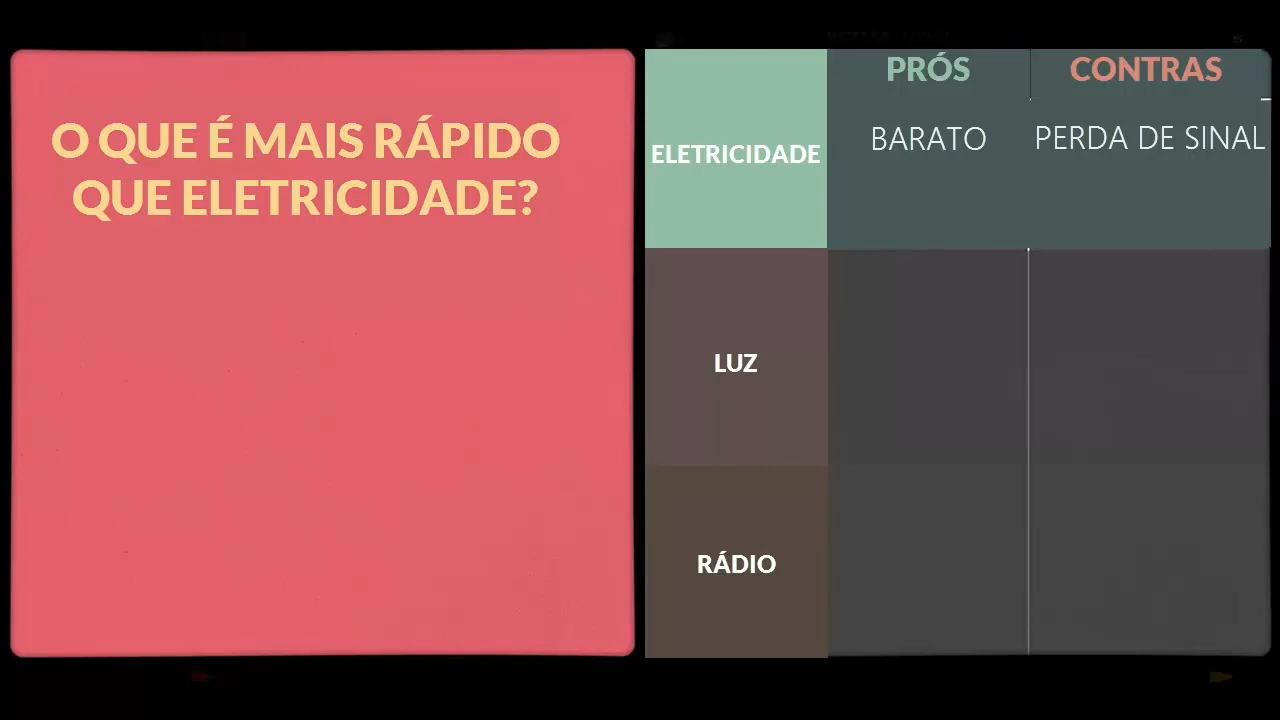 O QUE É MAIS RÁPIDO
QUE ELETRICIDADE?
PRÓS
CONTRAS
ELETRICIDADE
BARATO
PERDA DE SINAL
LUZ
RÁDIO